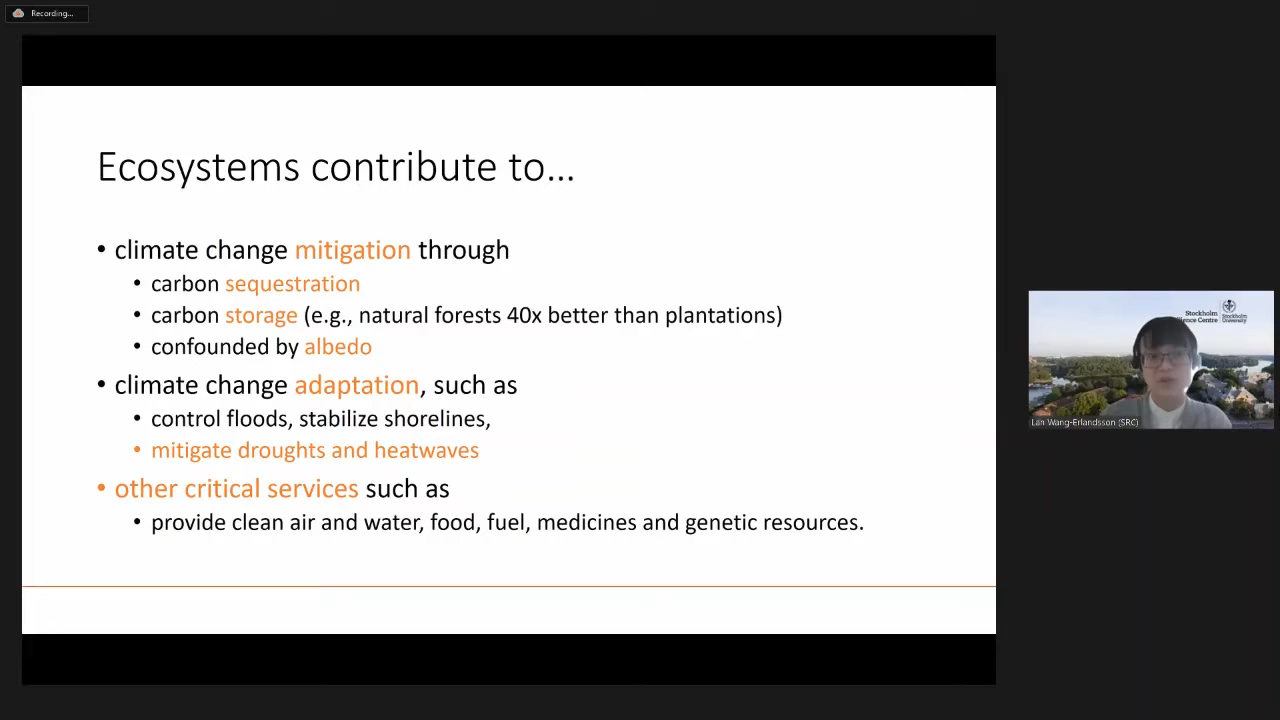 Recording...
Ecosystems contribute to...
• climate change mitigation through
• carbon sequestration
• carbon storage (e.g., natural forests 40x better than plantations)
• confounded by albedo
• climate change adaptation, such as
• control floods, stabilize shorelines,
• mitigate droughts and heatwaves
• other critical services such as
• provide clean air and water, food, fuel, medicines and genetic resources.
Stockholm
Centre
Stockholm
University
Lan Wang-Erlandsson (SRC)